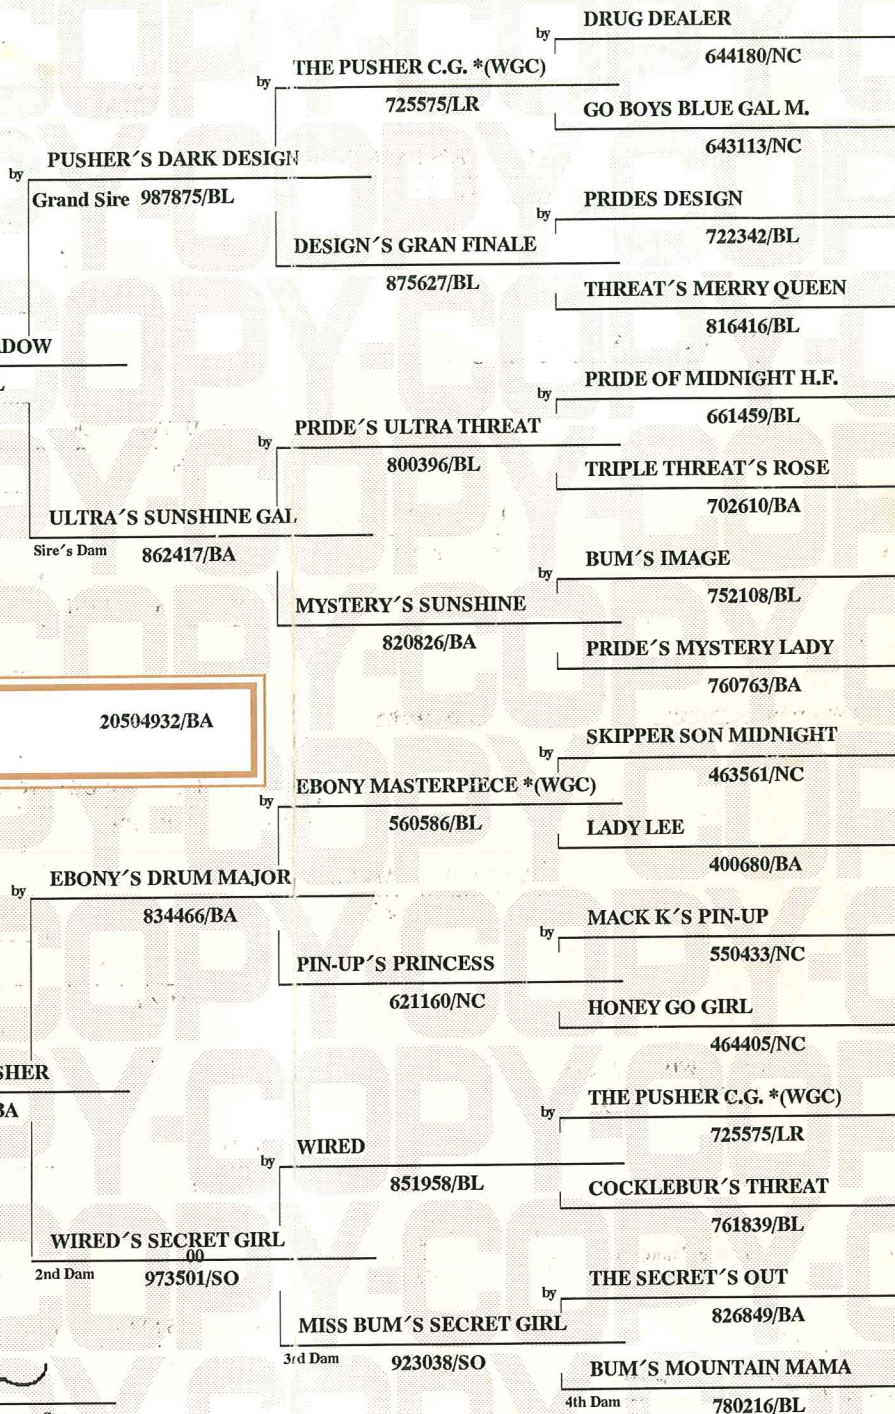 DRUG DEALER
by
644180/NC
THE PUSHER C.G. *(WGC)
by
725575/LR
GO BOYS BLUE GAL M.
643113/NC
PUSHER´S DARK DESIGN
by
Grand Sire 987875/BL
PRIDES DESIGN
by
722342/BL
DESIGN´S GRAN FINALE
875627/BL
THREAT´S MERRY QUEEN
816416/BL
ADOW
PRIDE OF MIDNIGHT H.F.
by
661459/BL
PRIDE´S ULTRA THREAT
by
800396/BL
TRIPLE THREAT´S ROSE
702610/BA
ULTRA´S SUNSHINE GAL
Sire's Dam 862417/BA
BUM´S IMAGE
by
752108/BL
MYSTERY´S SUNSHINE
820826/BA
PRIDE´S MYSTERY LADY
760763/BA
20504932/BA
SKIPPER SON MIDNIGHT
by
463561/NC
EBONY MASTERPIECE *(WGC)
by
560586/BL
LADY LEE
400680/BA
EBONY´S DRUM MAJOR
by
834466/BA
MACK K´S PIN-UP
by
550433/NC
PIN-UP´S PRINCESS
621160/NC
HONEY GO GIRL
464405/NC
SHER
BA
THE PUSHER C.G. *(WGC)
by
725575/LR
WIRED
by
851958/BL
COCKLEBUR´S THREAT
761839/BL
WIRED´S SECRET GIRL
00
2nd Dam 973501/SO
THE SECRET´S OUT
by
826849/BA
MISS BUM´S SECRET GIRL
3rd Dam 923038/SO
BUM´S MOUNTAIN MAMA
4th Dam 780216/BL
COPY-COPY-COPY